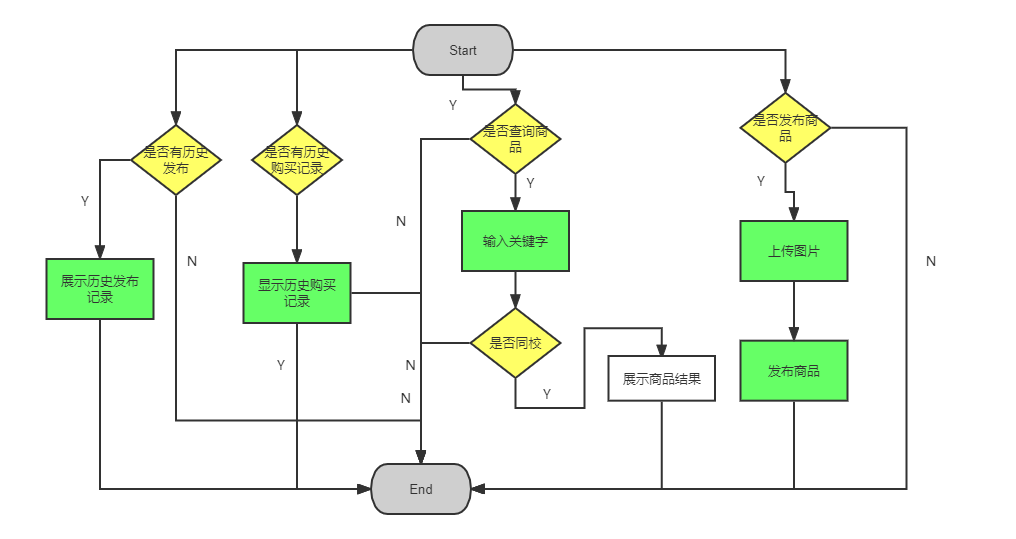 Start
Y
是否有历史
发布
是否有历史
购买记录
是否查询商
品
是否发布商
品
Y
Y
Y
N
N
N
输入关键字
上传图片
展示历史发布
记录
显示历史购买
记录
是否同校
Y
N
Y
N
展示商品结果
发布商品
End